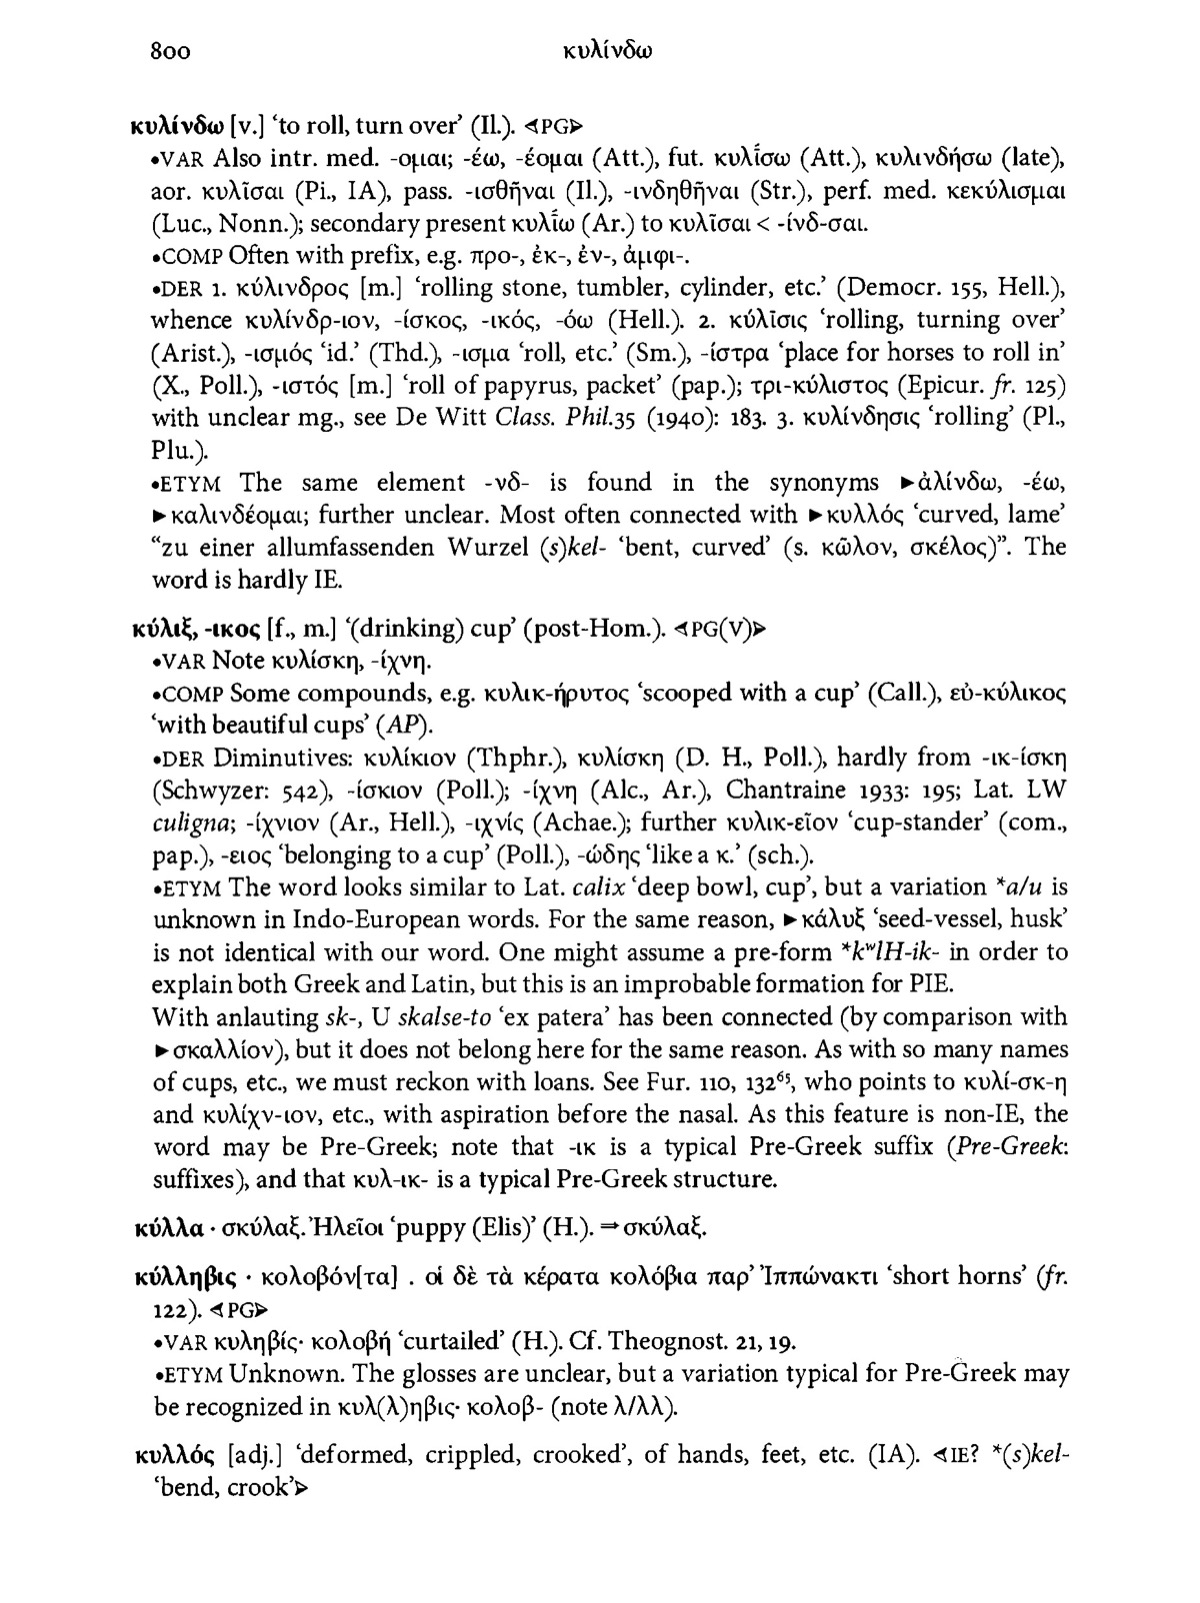 800
κυλίνδω
κυλίνδω [v.] ‘to roll, turn over’ (Il.). ⋖PG⋗
•VAR Also intr. med. -ομαι; -έω, -έομαι (Att.), fut. κυλί̄σω (Att.), κυλινδήσω (late),
aor. κυλῖσαι (Pi., IA), pass. -ισθῆναι (Il.), -ινδηθῆναι (Str.), perf. med. κεκύλισμαι
(Luc., Nonn.); secondary present κυλί̄ω (Ar.) to κυλῖσαι < -ίνδ-σαι.
•COMP Often with prefix, e.g. προ-, ἐκ-, ἐν-, ἀμφι-.
•DER 1. κύλινδρος [m.] ‘rolling stone, tumbler, cylinder, etc.’ (Democr. 155, Hell.),
whence κυλίνδρ-ιον, -ίσκος, -ικός, -όω (Hell.). 2. κύλῑσις ‘rolling, turning over’
(Arist.), -ισμός ‘id.’ (Thd.), -ισμα ‘roll, etc.’ (Sm.), -ίστρα ‘place for horses to roll in’
(X., Poll.), -ιστός [m.] ‘roll of papyrus, packet’ (pap.); τρι-κύλιστος (Epicur. fr. 125)
with unclear mg., see De Witt Class. Phil.35 (1940): 183. 3. κυλίνδησις ‘rolling’ (Pl.,
Plu.).
•ETYM The same element -νδ- is found in the synonyms ►ἀλίνδω, -έω,
►καλινδέομαι; further unclear. Most often connected with ►κυλλός ‘curved, lame’
“zu einer allumfassenden Wurzel (s)kel- ‘bent, curved’ (s. κῶλον, σκέλος)”. The
word is hardly IE.
κύλιξ, -ικος [f., m.] ‘(drinking) cup’ (post-Hom.). ⋖PG(V)⋗
•VAR Note κυλίσκη, -ίχνη.
•COMP Some compounds, e.g. κυλικ-ήρυτος ‘scooped with a cup’ (Call.), εὐ-κύλικος
‘with beautiful cups’ (AP).
•DER Diminutives: κυλίκιον (Thphr.), κυλίσκη (D. H., Poll.), hardly from -ικ-ίσκη
(Schwyzer: 542), -ίσκιον (Poll.); -ίχνη (Alc., Ar.), Chantraine 1933: 195; Lat. LW
culigna; -ίχνιον (Ar., Hell.), -ιχνίς (Achae.); further κυλικ-εῖον ‘cup-stander’ (com.,
pap.), -ειος ‘belonging to a cup’ (Poll.), -ώδης ‘like a κ.’ (sch.).
•ETYM The word looks similar to Lat. calix ‘deep bowl, cup’, but a variation *a/u is
unknown in Indo-European words. For the same reason, ►κάλυξ ‘seed-vessel, husk’
is not identical with our word. One might assume a pre-form *kʷlH-ik- in order to
explain both Greek and Latin, but this is an improbable formation for PIE.
With anlauting sk-, U skalse-to ‘ex patera’ has been connected (by comparison with
►σκαλλίον), but it does not belong here for the same reason. As with so many names
of cups, etc., we must reckon with loans. See Fur. 110, 132⁶⁵, who points to κυλί-σκ-η
and κυλίχν-ιον, etc., with aspiration before the nasal. As this feature is non-IE, the
word may be Pre-Greek; note that -ικ is a typical Pre-Greek suffix (Pre-Greek:
suffixes), and that κυλ-ικ- is a typical Pre-Greek structure.
κύλλα · σκύλαξ. Ἠλεῖοι ‘puppy (Elis)’ (H.). ⇒σκύλαξ.
κύλληβις · κολοβόν[τα] . οἱ δὲ τὰ κέρατα κολόβια παρ’ Ἱππώνακτι ‘short horns’ (fr.
122). ⋖PG⋗
•VAR κυληβίς· κολοβή ‘curtailed’ (H.). Cf. Theognost. 21, 19.
•ETYM Unknown. The glosses are unclear, but a variation typical for Pre-Greek may
be recognized in κυλ(λ)ηβις· κολοβ- (note λ/λλ).
κυλλός [adj.] ‘deformed, crippled, crooked’, of hands, feet, etc. (IA). ⋖IE? *(s)kel-
‘bend, crook’⋗